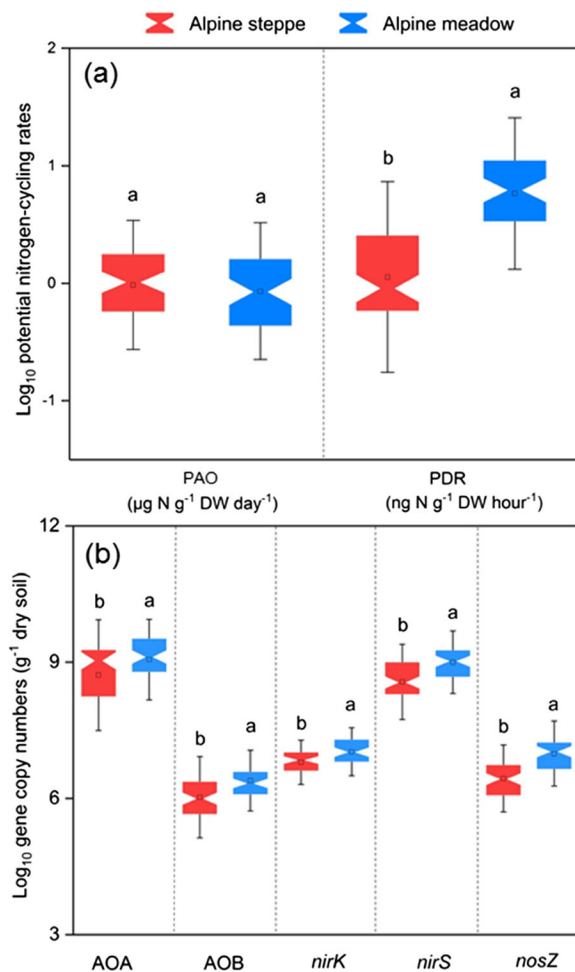 Alpine steppe Alpine meadow
(a)
Log₁₀ potential nitrogen-cycling rates
2
1
0
-1
a a b a
PAO PDR
(µg N g⁻¹ DW day⁻¹) (ng N g⁻¹ DW hour⁻¹)
(b)
Log₁₀ gene copy numbers (g⁻¹ dry soil)
12
9
6
3
b a b a b a b a b a
AOA AOB nirK nirS nosZ